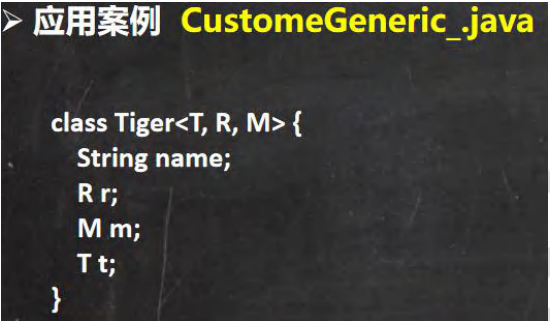 ➢ 应用案例 CustomeGeneric_.java
class Tiger<T, R, M> {
String name;
R r;
M m;
T t;
}